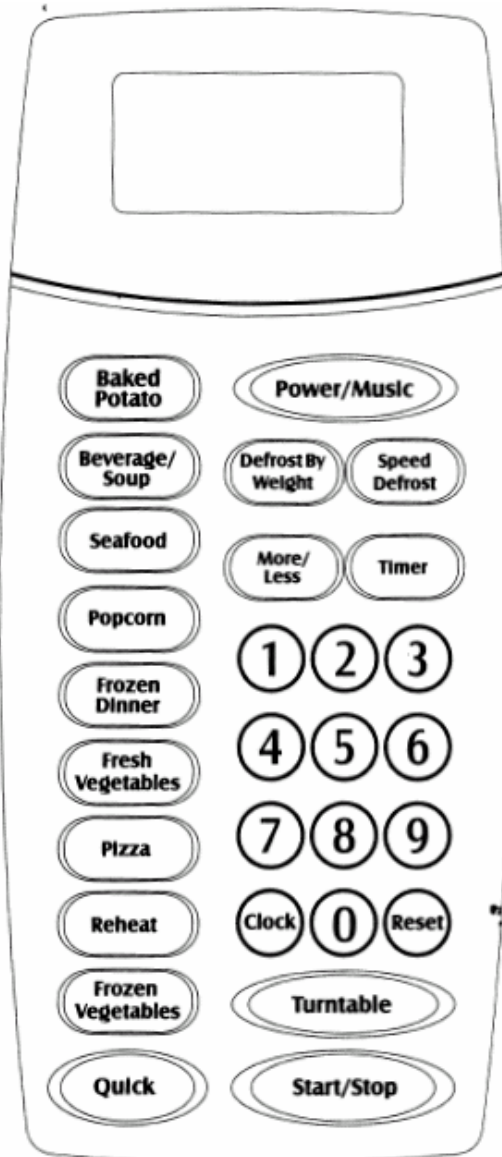 Baked
Potato
Power/Music
Beverage/
Soup
Defrost By
Weight
Speed
Defrost
Seafood
More/
Less
Timer
Popcorn
1 2 3
Frozen
Dinner
4 5 6
Fresh
Vegetables
Pizza
7 8 9
Reheat
Clock 0 Reset
Frozen
Vegetables
Turntable
Quick
Start/Stop